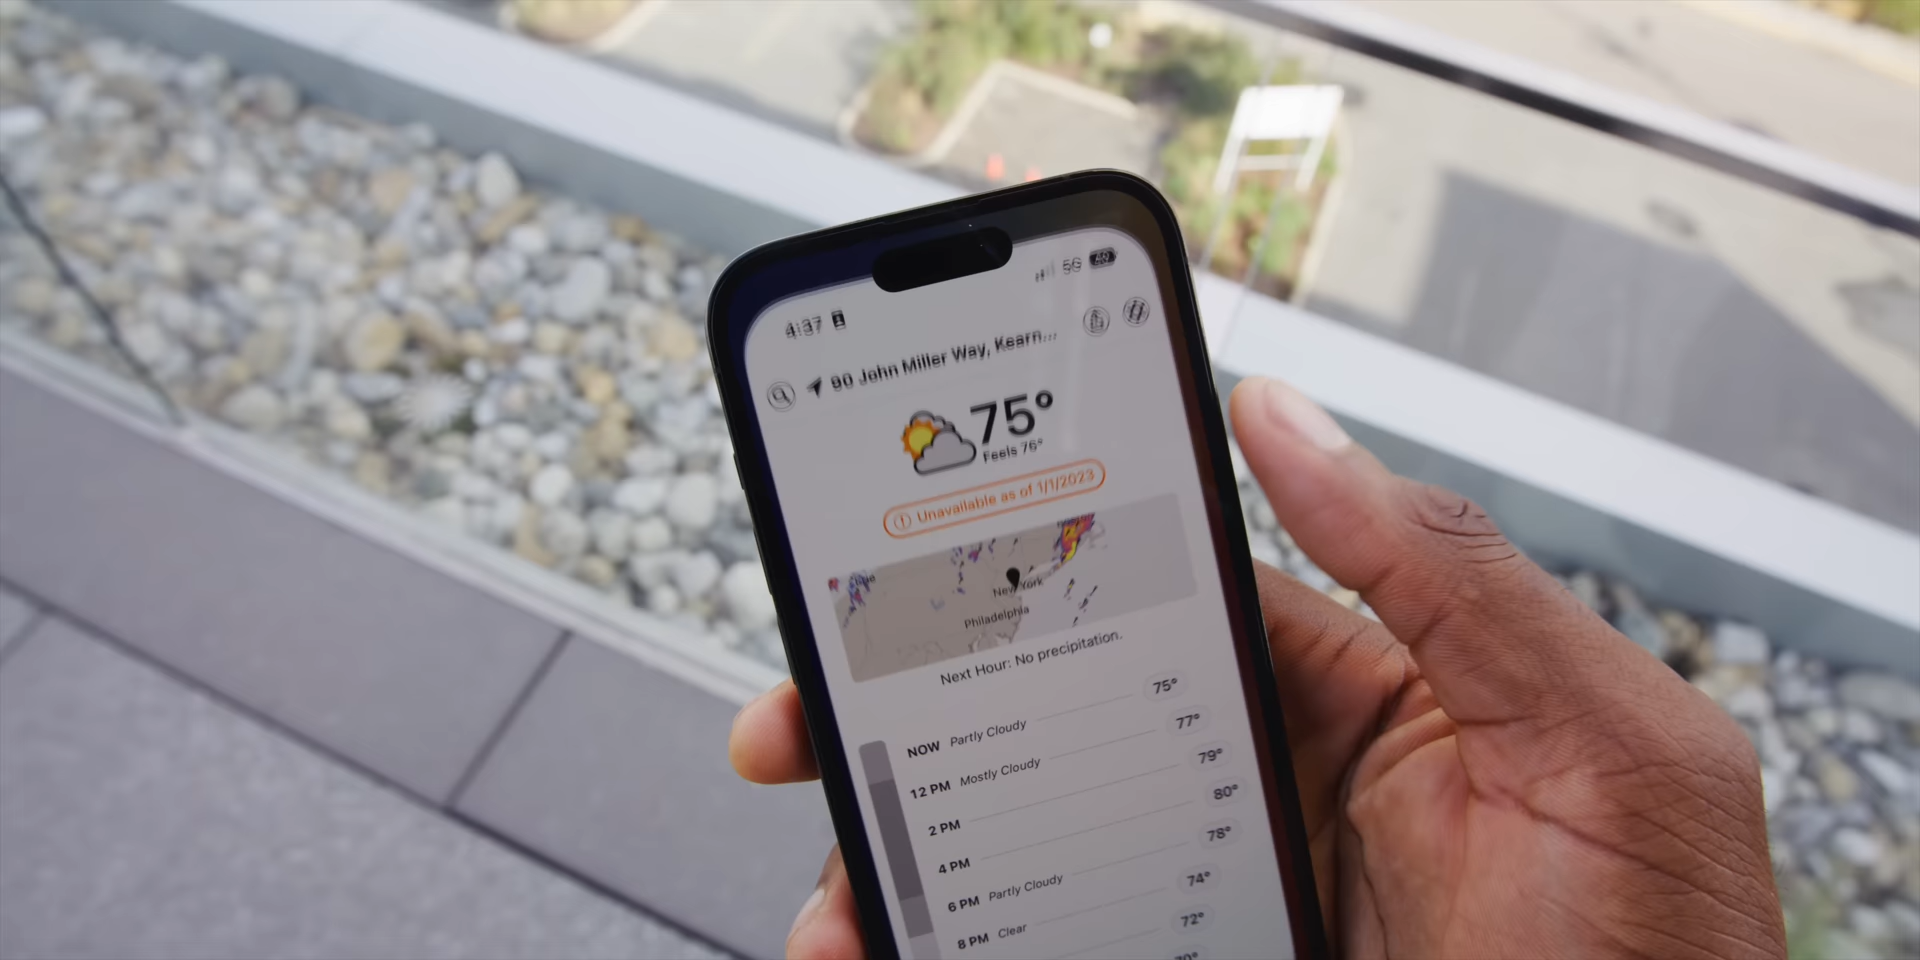 4:37
5G
90 John Miller Way, Kearn...
75°
Feels 76°
Unavailable as of 1/1/2023
New York
Philadelphia
Next Hour: No precipitation.
NOW Partly Cloudy 75°
12 PM Mostly Cloudy 77°
2 PM 79°
4 PM 80°
6 PM Partly Cloudy 78°
8 PM Clear 74°
72°
70°